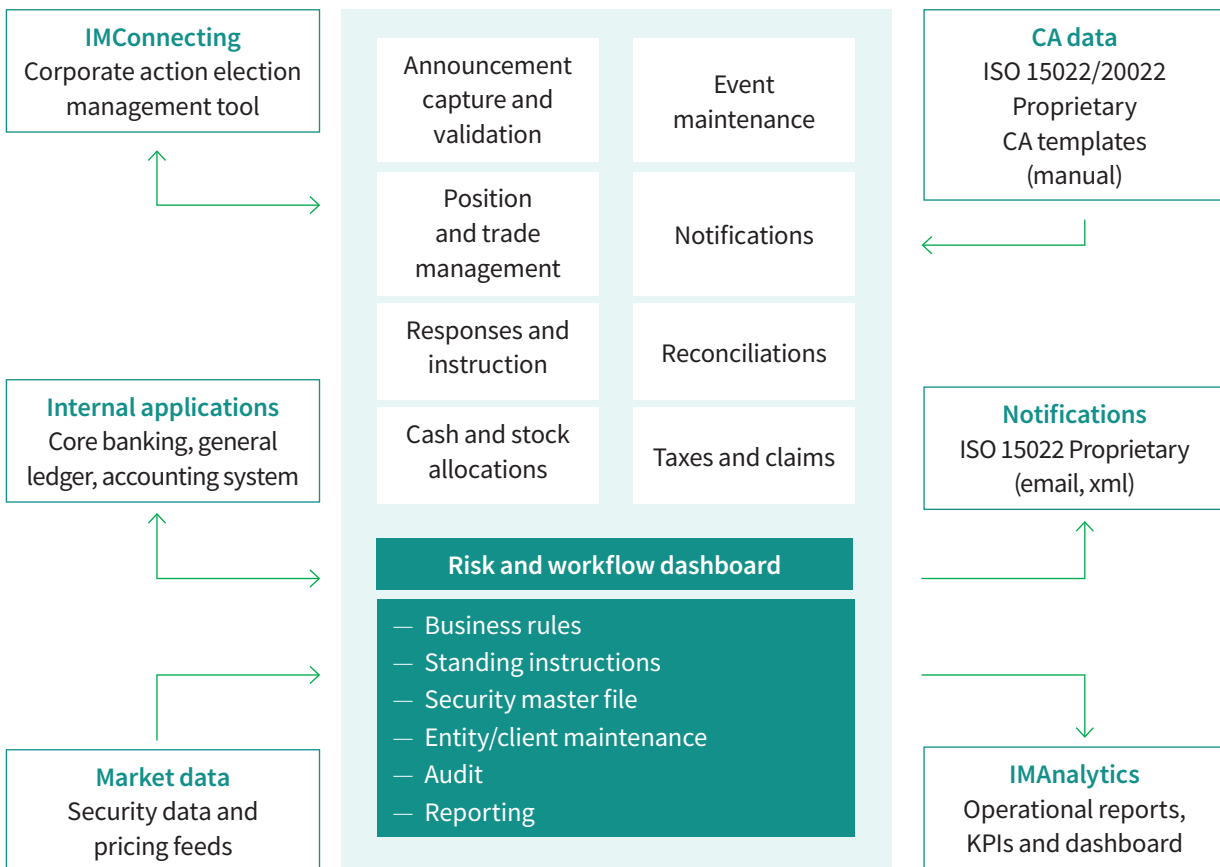 IMConnecting
Corporate action election
management tool
Internal applications
Core banking, general
ledger, accounting system
Market data
Security data and
pricing feeds
Announcement
capture and
validation
Event
maintenance
Position
and trade
management
Notifications
Responses and
instruction
Reconciliations
Cash and stock
allocations
Taxes and claims
Risk and workflow dashboard
— Business rules
— Standing instructions
— Security master file
— Entity/client maintenance
— Audit
— Reporting
CA data
ISO 15022/20022
Proprietary
CA templates
(manual)
Notifications
ISO 15022 Proprietary
(email, xml)
IMAnalytics
Operational reports,
KPIs and dashboard